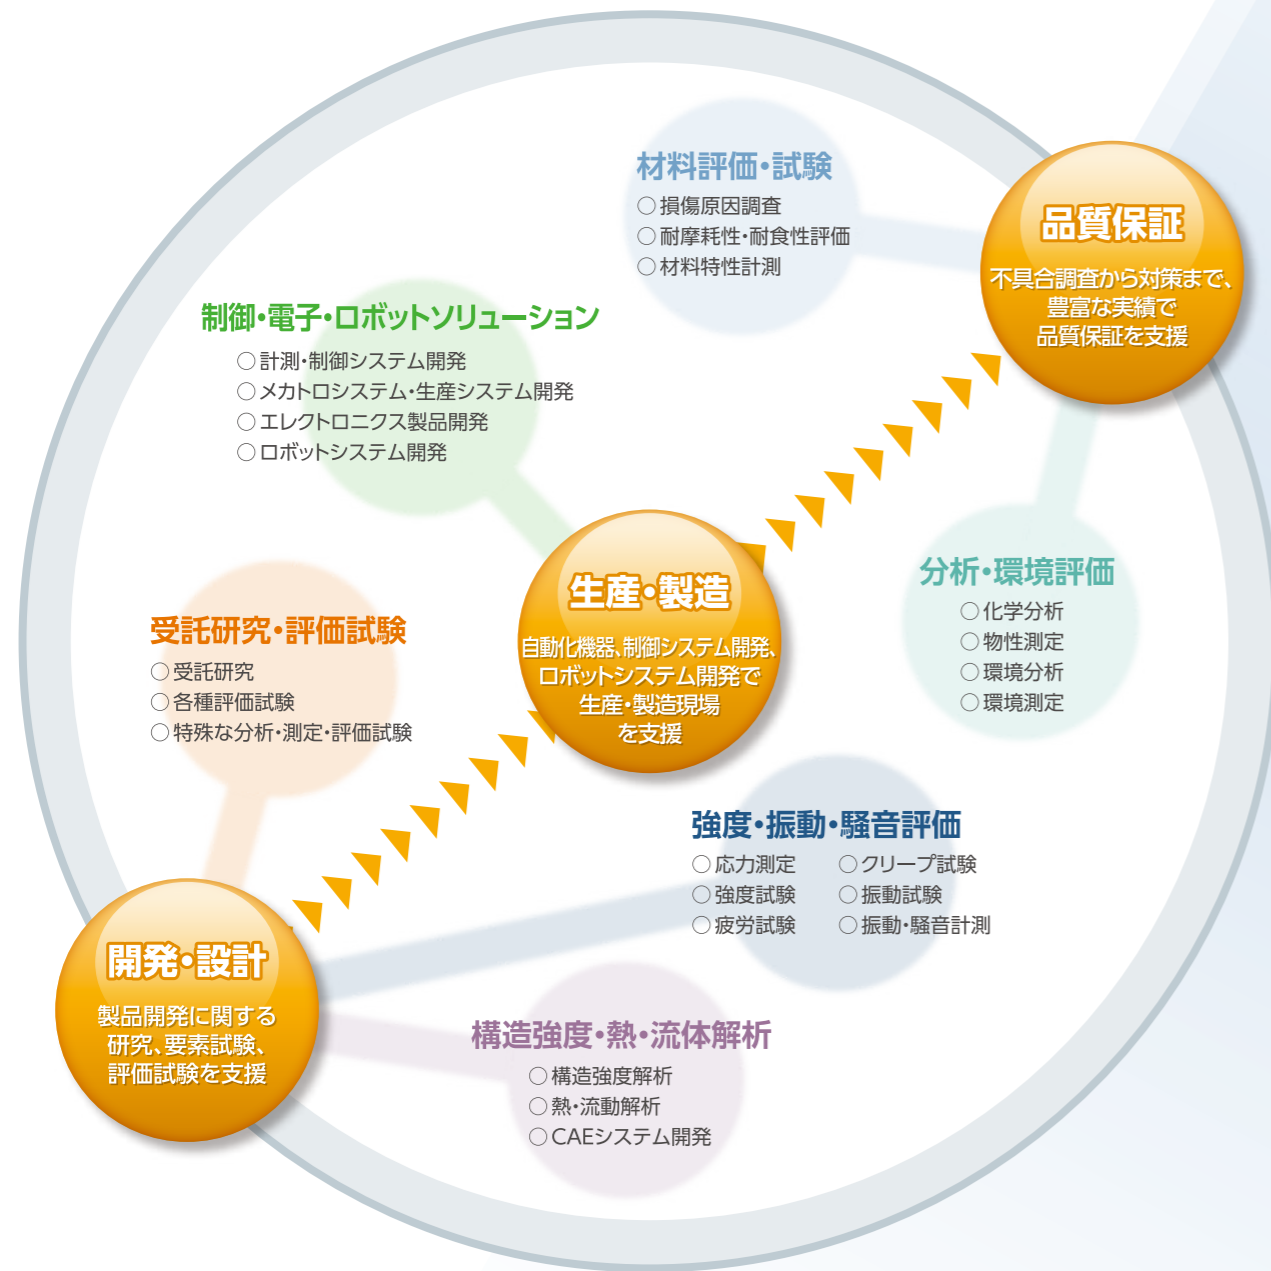 材料評価・試験
○損傷原因調査
○耐摩耗性・耐食性評価
○材料特性計測
品質保証
不具合調査から対策まで、
豊富な実績で
品質保証を支援
制御・電子・ロボットソリューション
○計測・制御システム開発
○メカトロシステム・生産システム開発
○エレクトロニクス製品開発
○ロボットシステム開発
生産・製造
自動化機器、制御システム開発、
ロボットシステム開発で
生産・製造現場
を支援
分析・環境評価
○化学分析
○物性測定
○環境分析
○環境測定
受託研究・評価試験
○受託研究
○各種評価試験
○特殊な分析・測定・評価試験
強度・振動・騒音評価
○応力測定 ○クリープ試験
○強度試験 ○振動試験
○疲労試験 ○振動・騒音計測
開発・設計
製品開発に関する
研究、要素試験、
評価試験を支援
構造強度・熱・流体解析
○構造強度解析
○熱・流動解析
○CAEシステム開発